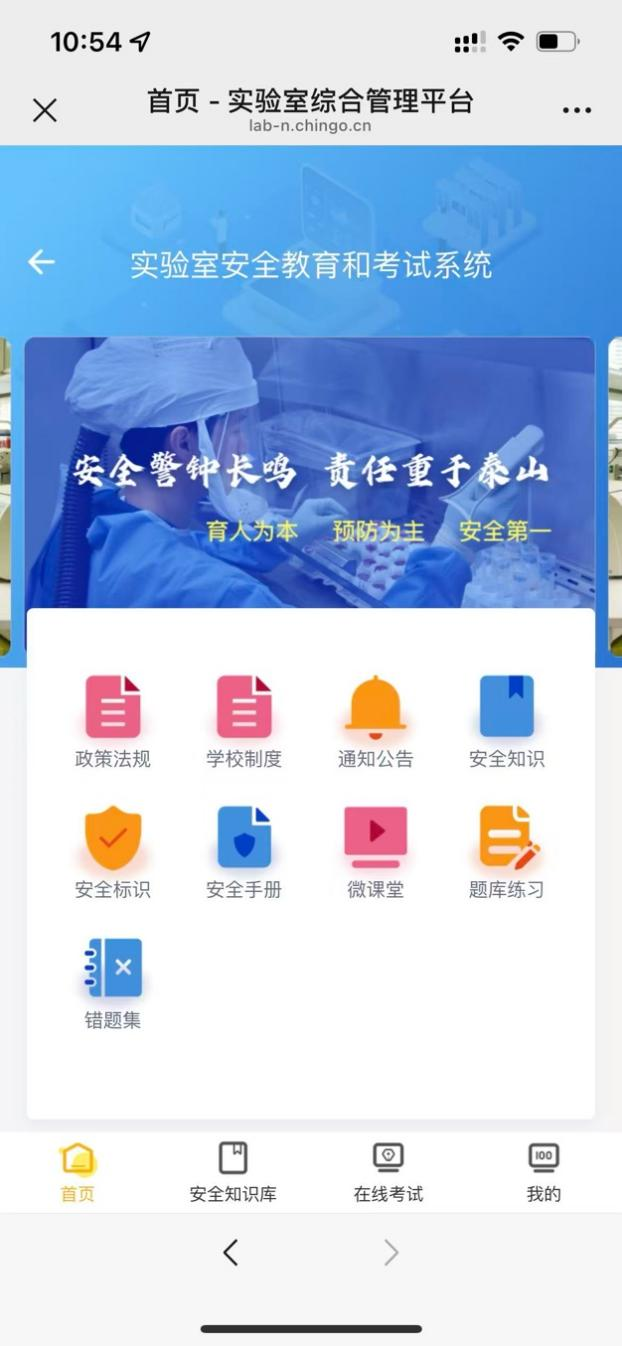 10:54
首页 - 实验室综合管理平台
lab-n.chingo.cn
实验室安全教育和考试系统
安全警钟长鸣 责任重于泰山
育人为本 预防为主 安全第一
政策法规 学校制度 通知公告 安全知识
安全标识 安全手册 微课堂 题库练习
错题集
100
首页 安全知识库 在线考试 我的